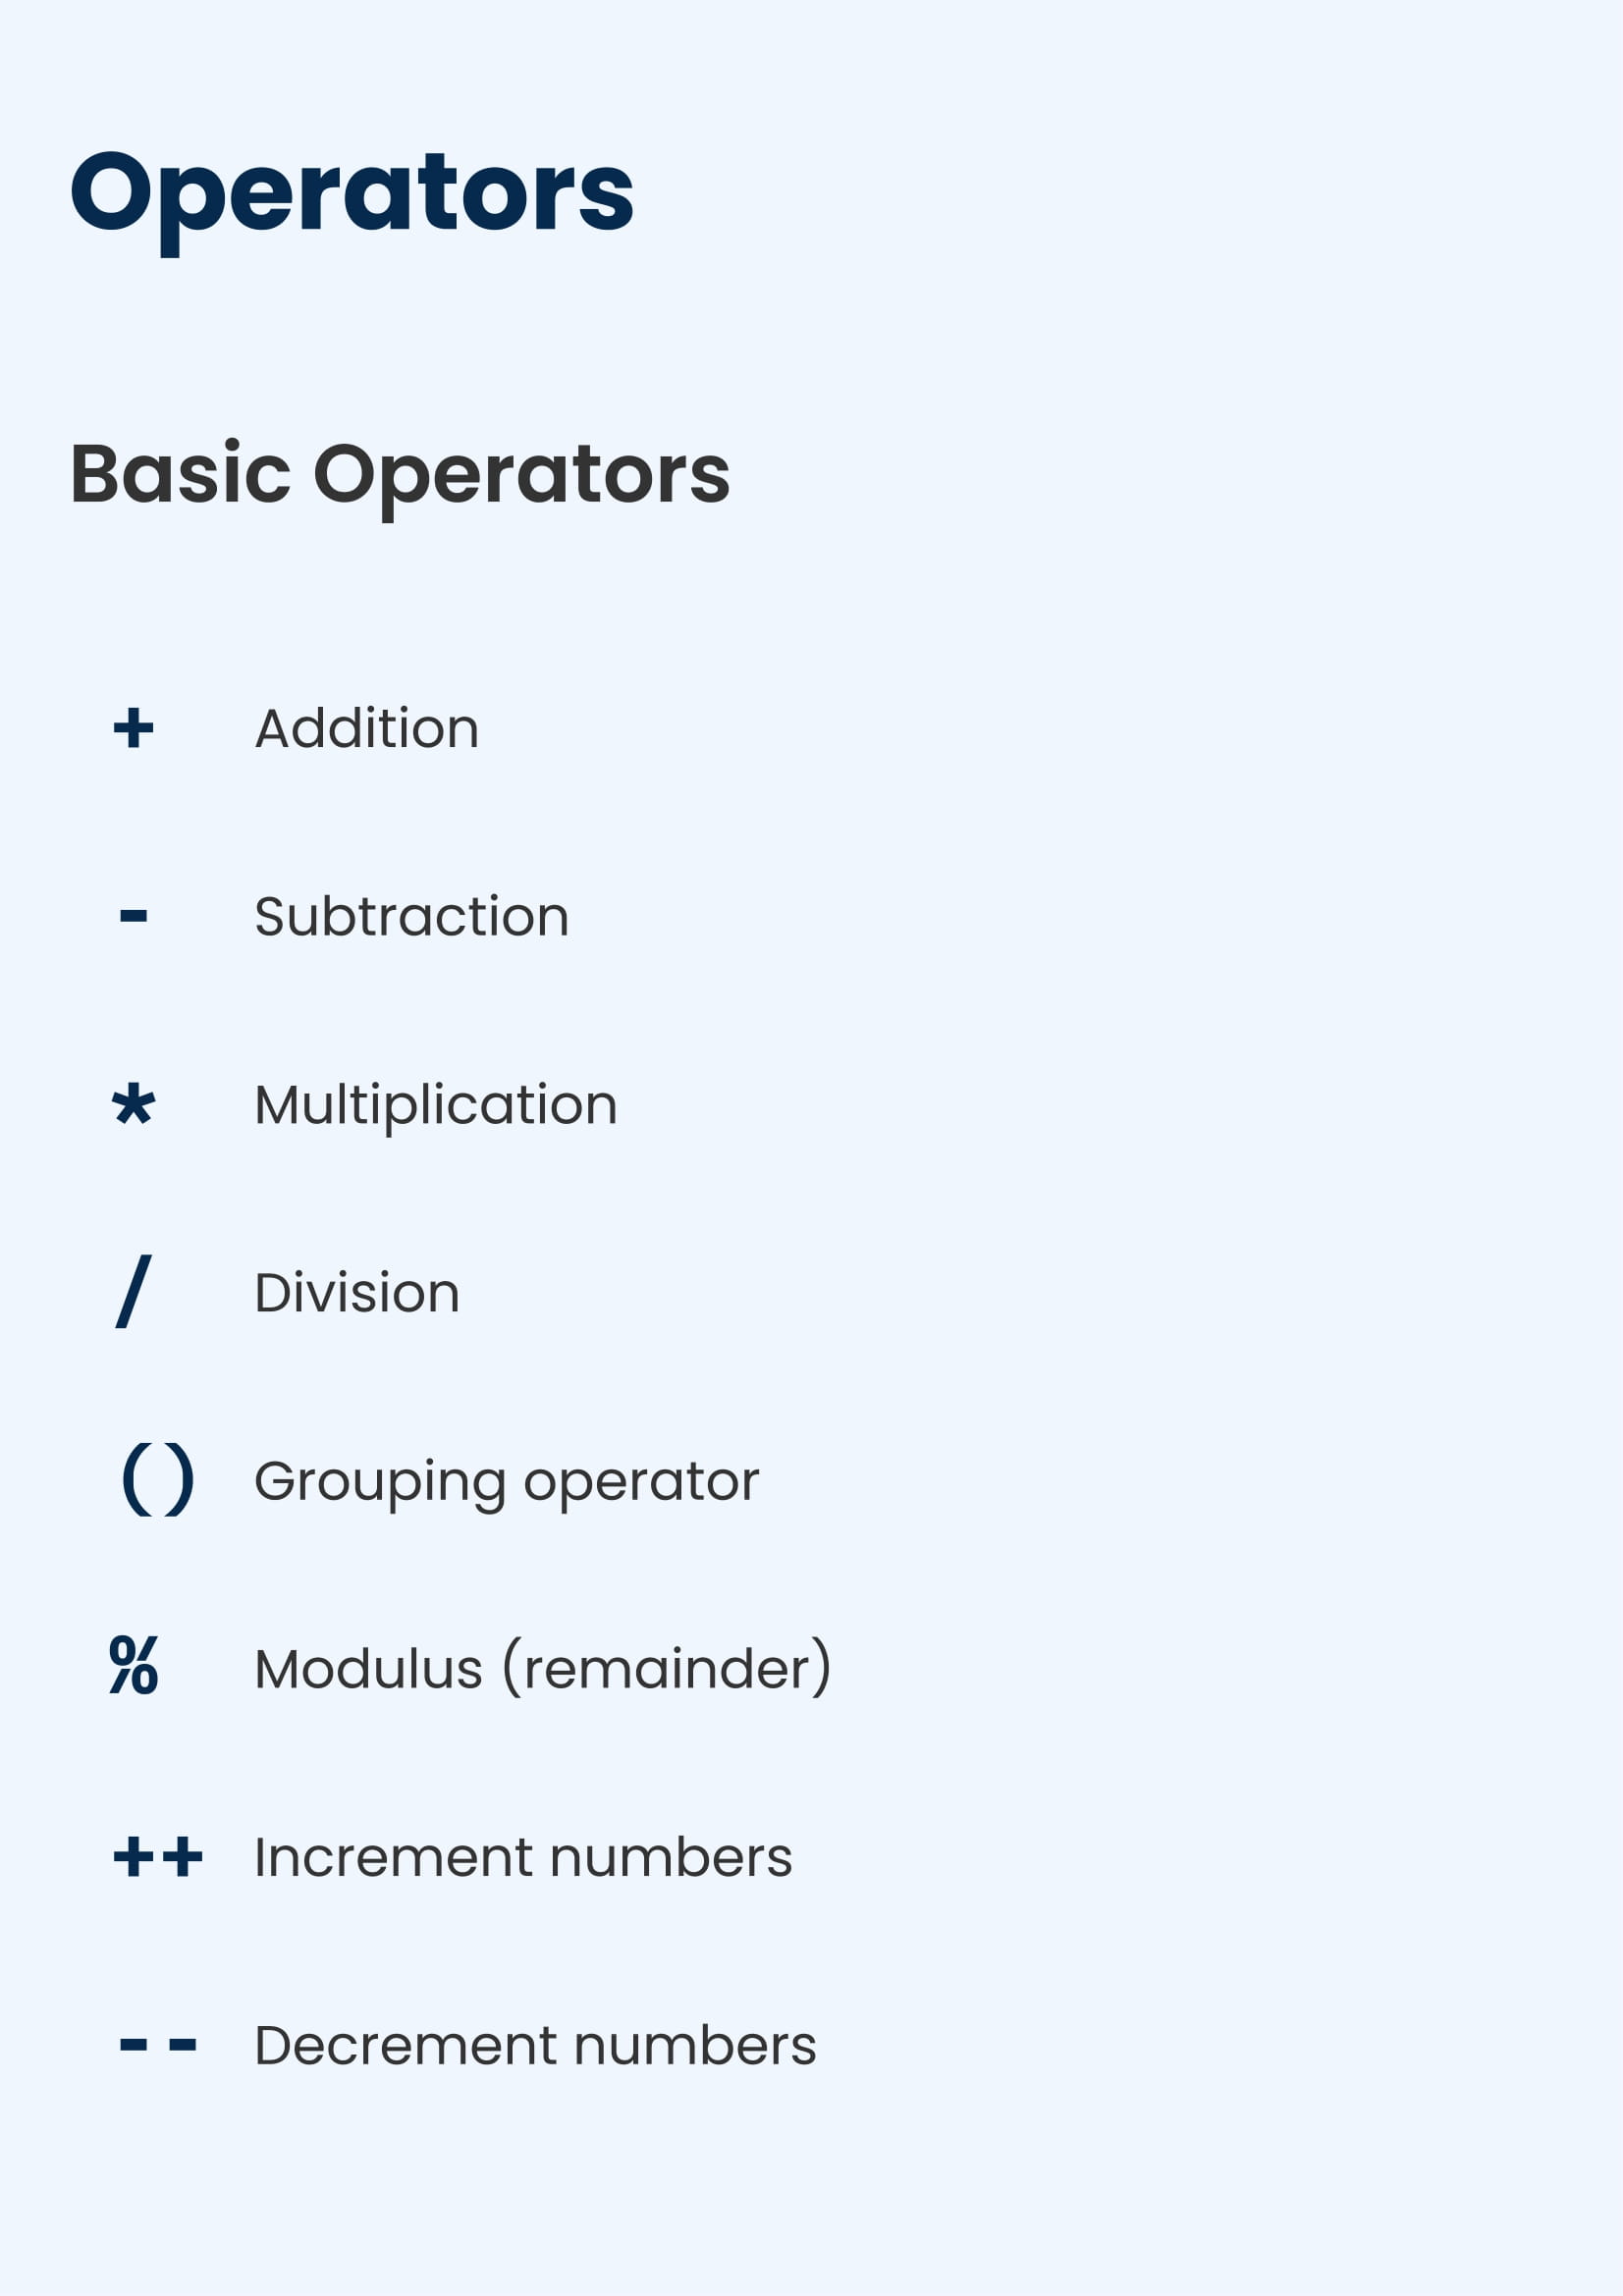 Operators
Basic Operators
+ Addition
- Subtraction
* Multiplication
/ Division
() Grouping operator
% Modulus (remainder)
++ Increment numbers
-- Decrement numbers